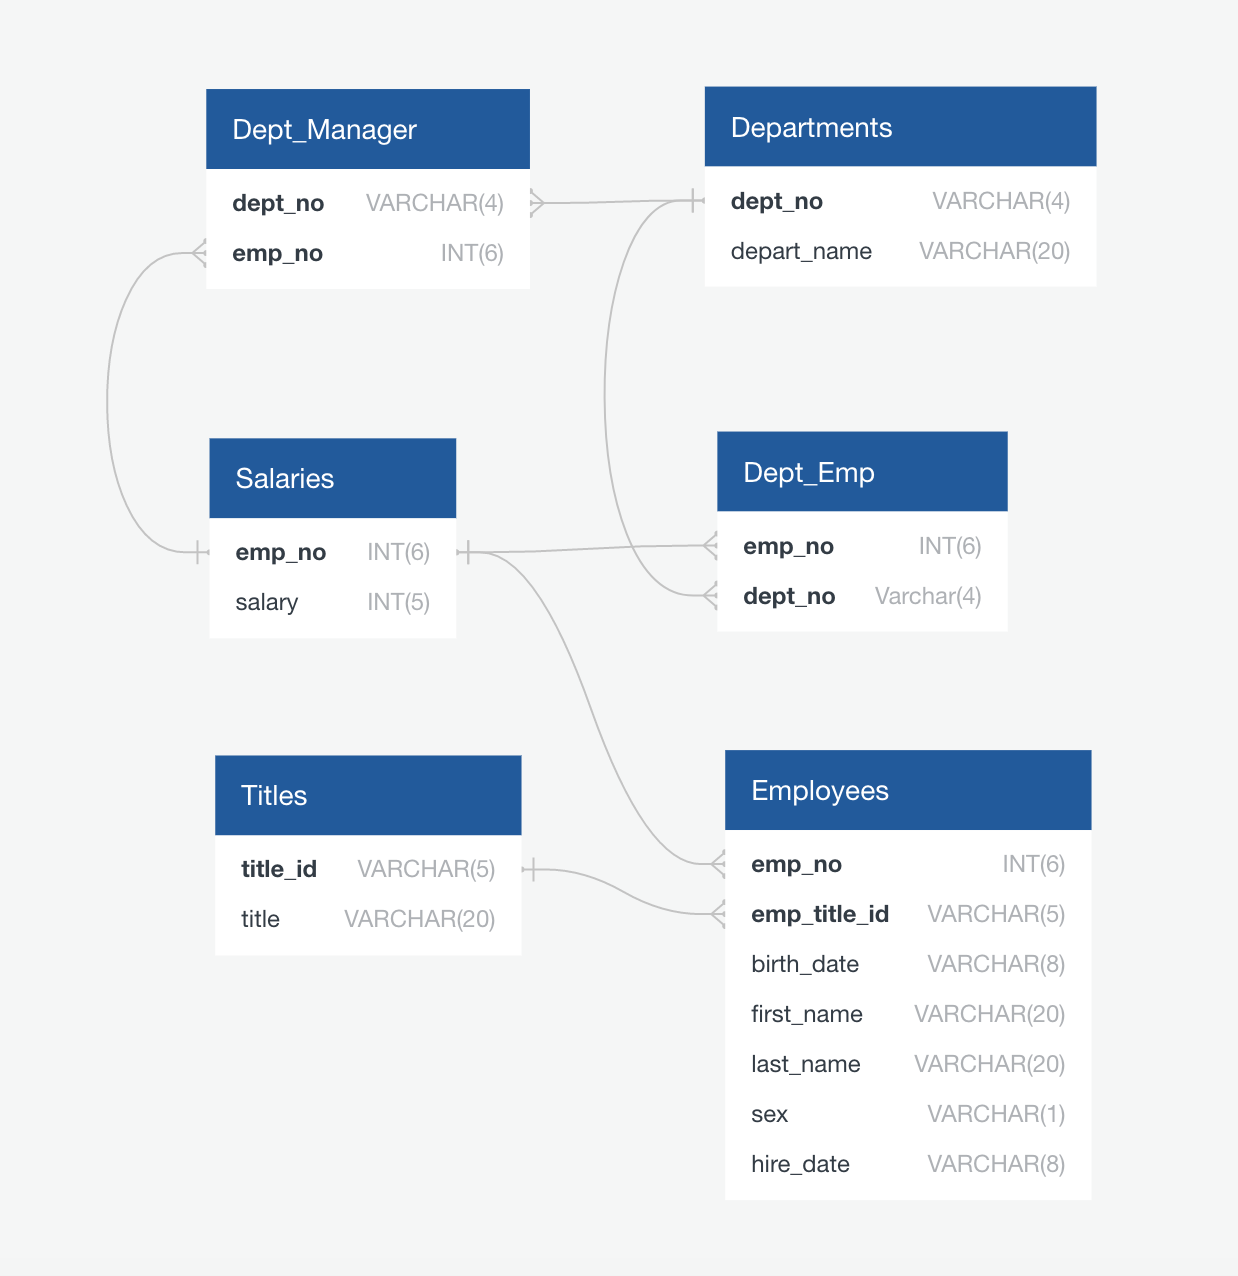 Dept_Manager
dept_no VARCHAR(4)
emp_no INT(6)
Departments
dept_no VARCHAR(4)
depart_name VARCHAR(20)
Salaries
emp_no INT(6)
salary INT(5)
Dept_Emp
emp_no INT(6)
dept_no Varchar(4)
Titles
title_id VARCHAR(5)
title VARCHAR(20)
Employees
emp_no INT(6)
emp_title_id VARCHAR(5)
birth_date VARCHAR(8)
first_name VARCHAR(20)
last_name VARCHAR(20)
sex VARCHAR(1)
hire_date VARCHAR(8)